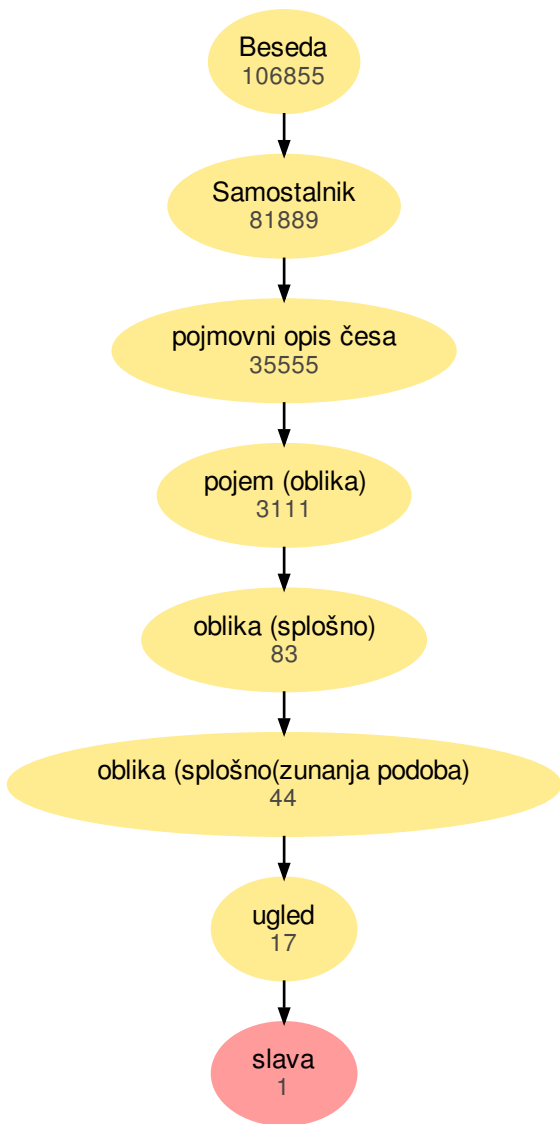 Beseda
106855
Samostalnik
81889
pojmovni opis česa
35555
pojem (oblika)
3111
oblika (splošno)
83
oblika (splošno(zunanja podoba)
44
ugled
17
slava
1